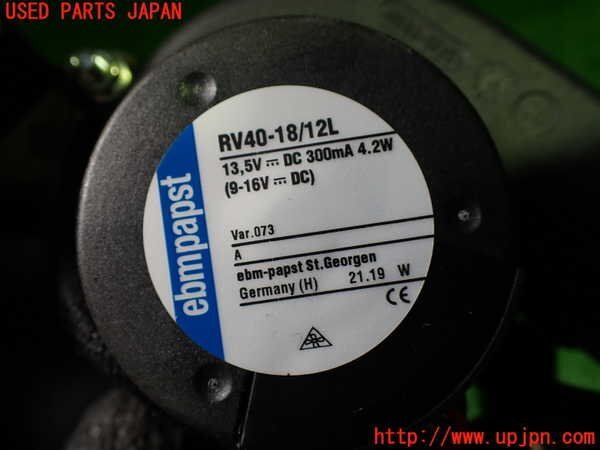 USED PARTS JAPAN
ebmpapst
RV40-18/12L
13,5V ⎓ DC 300mA 4.2W
(9-16V ⎓ DC)
Var.073
A
ebm-papst St.Georgen
Germany (H) 21.19 W
CE
http://www.upjpn.com/